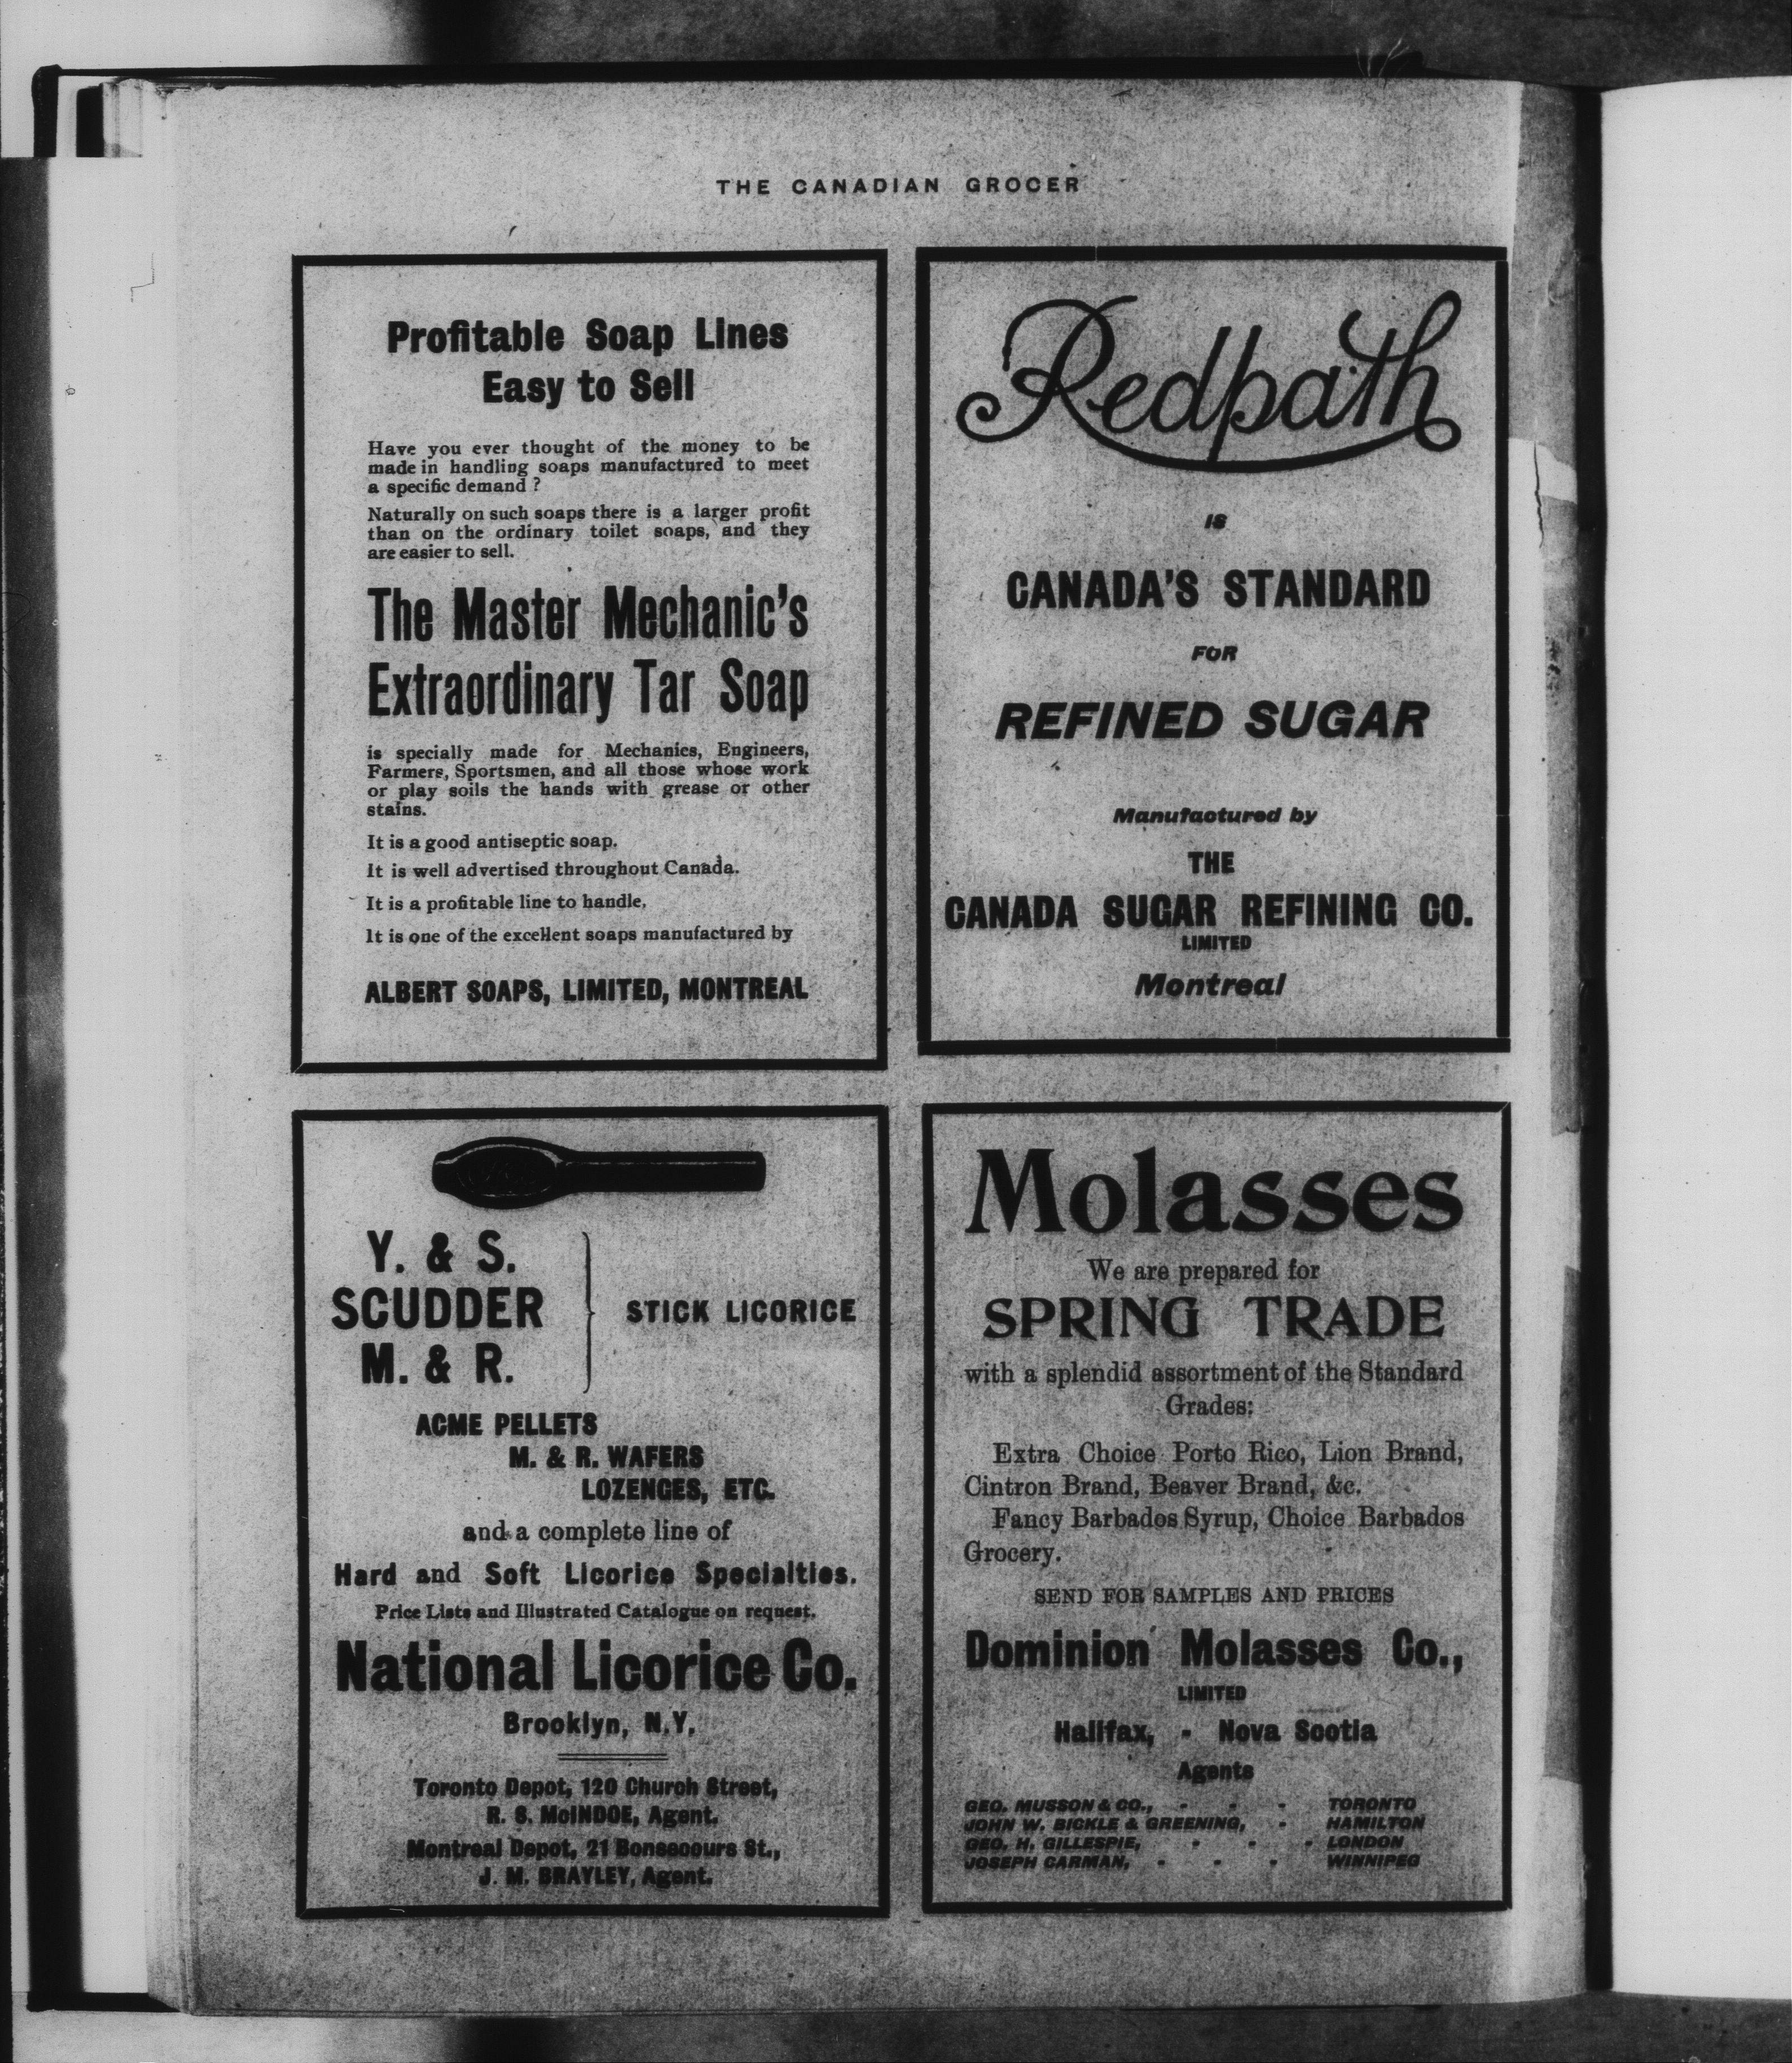 THE CANADIAN GROCER
Profitable Soap Lines
Easy to Sell
Have you ever thought of the money to be
made in handling soaps manufactured to meet
a specific demand ?
Naturally on such soaps there is a larger profit
than on the ordinary toilet soaps, and they
are easier to sell.
The Master Mechanic's
Extraordinary Tar Soap
is specially made for Mechanics, Engineers,
Farmers, Sportsmen, and all those whose work
or play soils the hands with grease or other
stains.
It is a good antiseptic soap.
It is well advertised throughout Canada.
It is a profitable line to handle,
It is one of the excellent soaps manufactured by
ALBERT SOAPS, LIMITED, MONTREAL
Redpath
IS
CANADA'S STANDARD
FOR
REFINED SUGAR
Manufactured by
THE
CANADA SUGAR REFINING CO.
LIMITED
Montreal
Y. & S.
SCUDDER
M. & R.
STICK LICORICE
ACME PELLETS
M. & R. WAFERS
LOZENGES, ETC.
and a complete line of
Hard and Soft Licorice Specialties.
Price Lists and Illustrated Catalogue on request.
National Licorice Co.
Brooklyn, N.Y.
Toronto Depot, 120 Church Street,
R. S. McINDOE, Agent.
Montreal Depot, 21 Bonsecours St.,
J. M. BRAYLEY, Agent.
Molasses
We are prepared for
SPRING TRADE
with a splendid assortment of the Standard
Grades:
Extra Choice Porto Rico, Lion Brand,
Cintron Brand, Beaver Brand, &c.
Fancy Barbados Syrup, Choice Barbados
Grocery.
SEND FOR SAMPLES AND PRICES
Dominion Molasses Co.,
LIMITED
Halifax, - Nova Scotia
Agents
GEO. MUSSON & CO., - - - TORONTO
JOHN W. BICKLE & GREENING, - HAMILTON
GEO. H. GILLESPIE, - - - LONDON
JOSEPH CARMAN, - - - WINNIPEG